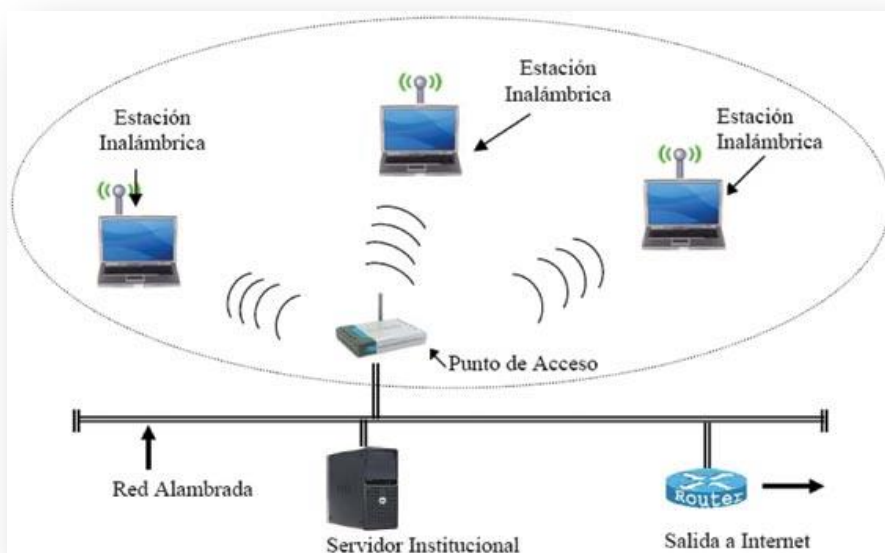 Estación
Inalámbrica
Estación
Inalámbrica
Estación
Inalámbrica
Punto de Acceso
Red Alambrada
Servidor Institucional
Router
Salida a Internet